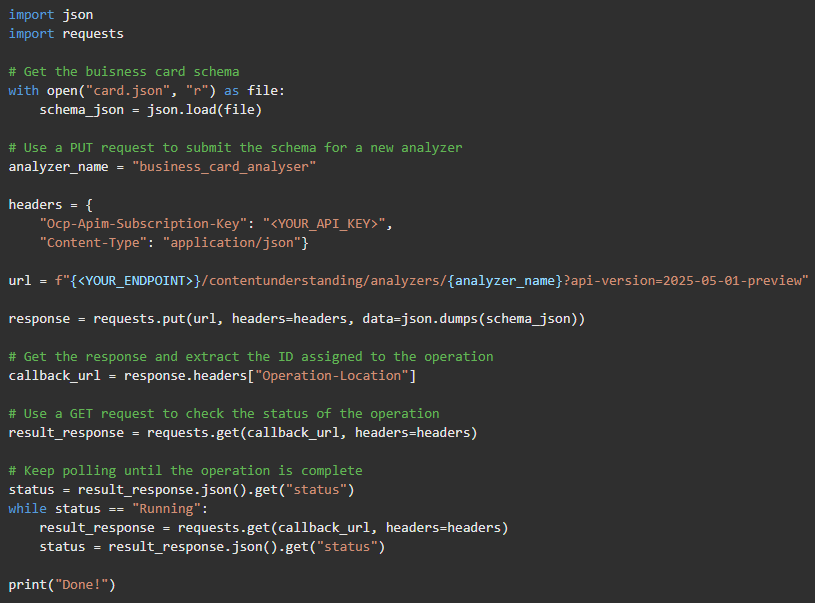 import json
import requests

# Get the buisness card schema
with open("card.json", "r") as file:
    schema_json = json.load(file)

# Use a PUT request to submit the schema for a new analyzer
analyzer_name = "business_card_analyser"

headers = {
    "Ocp-Apim-Subscription-Key": "<YOUR_API_KEY>",
    "Content-Type": "application/json"}

url = f"{<YOUR_ENDPOINT>}/contentunderstanding/analyzers/{analyzer_name}?api-version=2025-05-01-preview"

response = requests.put(url, headers=headers, data=json.dumps(schema_json))

# Get the response and extract the ID assigned to the operation
callback_url = response.headers["Operation-Location"]

# Use a GET request to check the status of the operation
result_response = requests.get(callback_url, headers=headers)

# Keep polling until the operation is complete
status = result_response.json().get("status")
while status == "Running":
    result_response = requests.get(callback_url, headers=headers)
    status = result_response.json().get("status")

print("Done!")